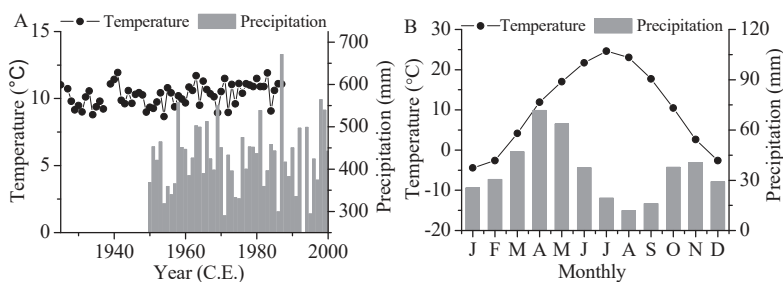 A
Temperature Precipitation
15
10
5
0
Temperature (°C)
700
600
500
400
300
Precipitation (mm)
1940 1960 1980 2000
Year (C.E.)
B
Temperature Precipitation
30
20
10
0
-10
-20
Temperature (°C)
120
90
60
30
0
Precipitation (mm)
J F M A M J J A S O N D
Monthly